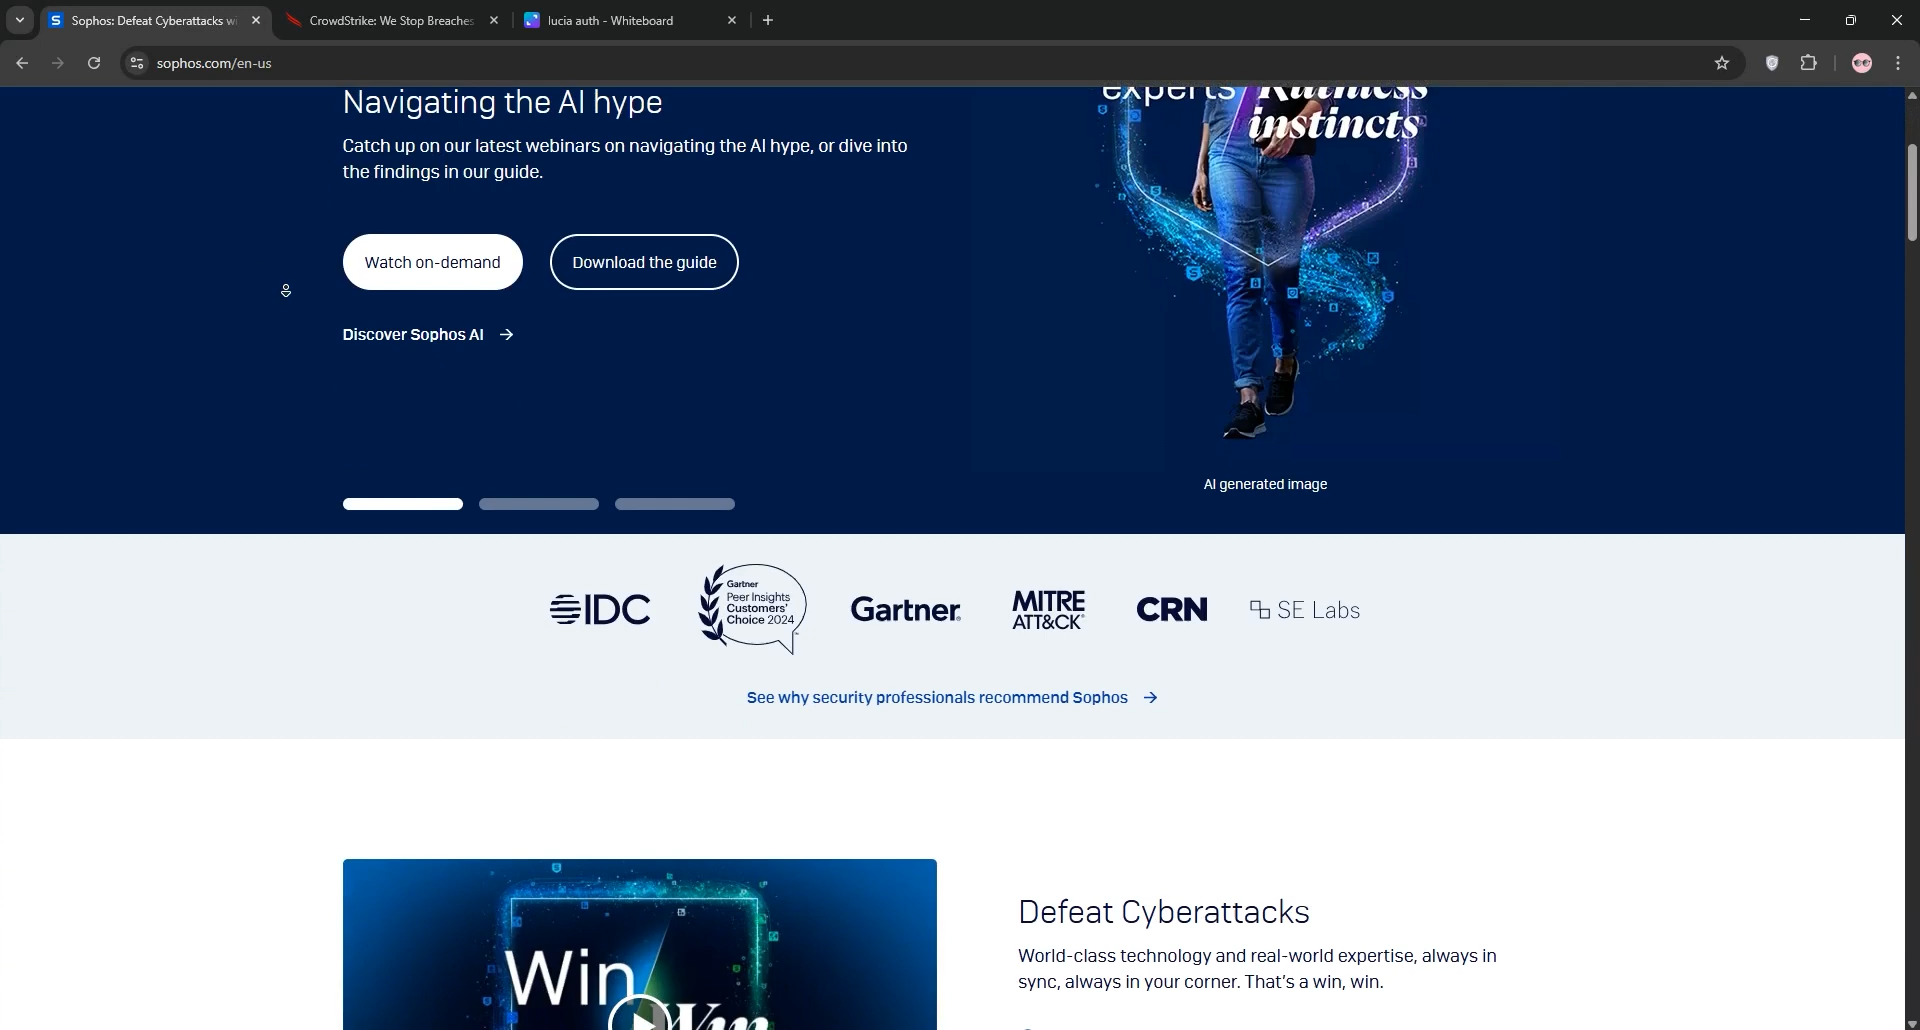 Sophos: Defeat Cyberattacks wi
CrowdStrike: We Stop Breaches
lucia auth - Whiteboard
sophos.com/en-us
Navigating the AI hype
Catch up on our latest webinars on navigating the AI hype, or dive into
the findings in our guide.
Watch on-demand
Download the guide
Discover Sophos AI
experts Ruthless
instincts
AI generated image
IDC
Gartner
Peer Insights
Customers'
Choice 2024
Gartner
MITRE
ATT&CK
CRN
SE Labs
See why security professionals recommend Sophos
Win
Win
Defeat Cyberattacks
World-class technology and real-world expertise, always in
sync, always in your corner. That's a win, win.